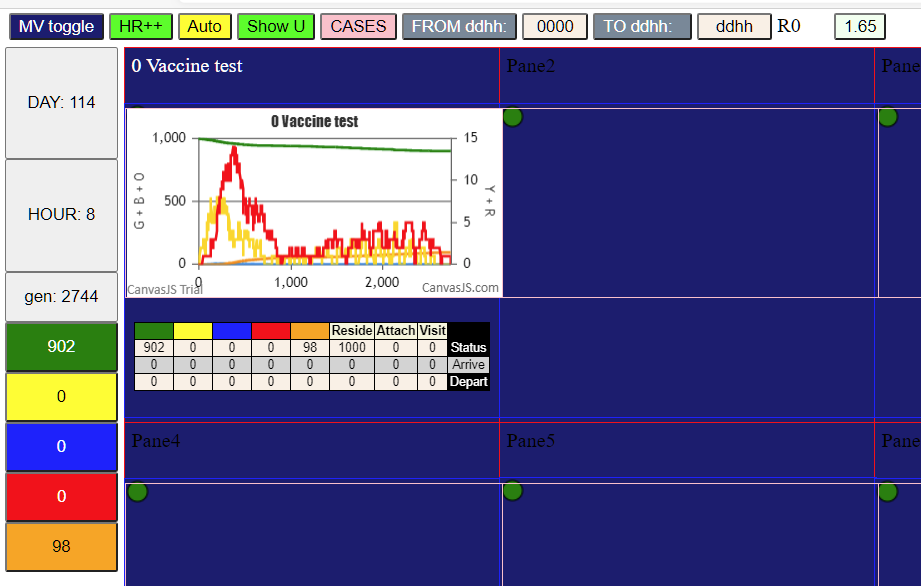 MV toggle HR++ Auto Show U CASES FROM ddhh: 0000 TO ddhh: ddhh R0 1.65
DAY: 114
HOUR: 8
gen: 2744
902
0
0
0
98
0 Vaccine test Pane2 Pane
0 Vaccine test
1,000 15
10
500
5
0 0
G + B + O
Y + R
0 1,000 2,000
CanvasJS Trial CanvasJS.com
Reside Attach Visit
902 0 0 0 98 1000 0 0 Status
0 0 0 0 0 0 0 0 Arrive
0 0 0 0 0 0 0 0 Depart
Pane4 Pane5 Pane